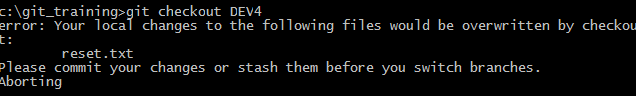 c:\git_training>git checkout DEV4
error: Your local changes to the following files would be overwritten by checkou
t:
reset.txt
Please commit your changes or stash them before you switch branches.
Aborting